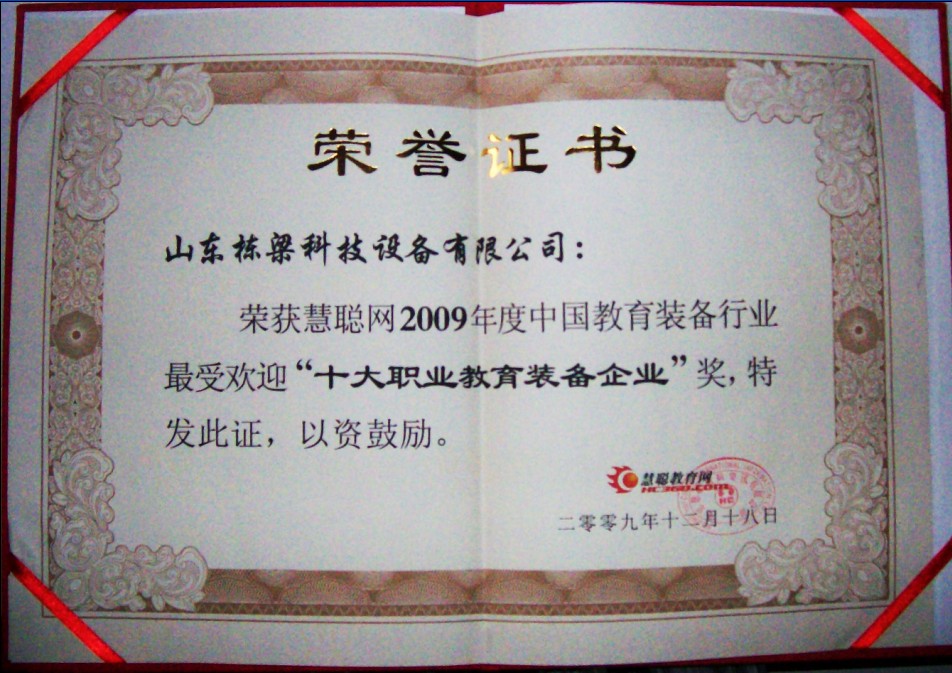 荣誉证书
山东栋梁科技设备有限公司：
荣获慧聪网2009年度中国教育装备行业
最受欢迎“十大职业教育装备企业”奖，特
发此证，以资鼓励。
慧聪教育网
HC360.com
二零零九年十二月十八日